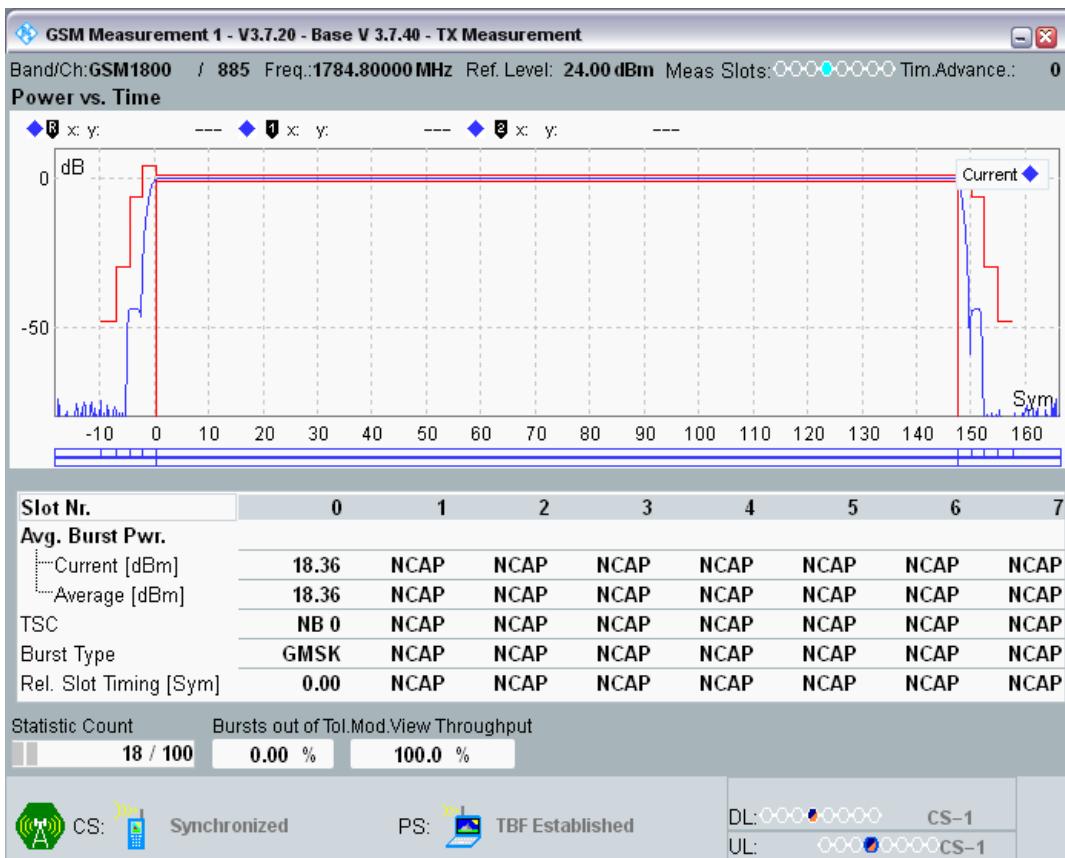 GSM Measurement 1 - V3.7.20 - Base V 3.7.40 - TX Measurement
Band/Ch:GSM1800 / 885 Freq.:1784.80000 MHz Ref. Level: 24.00 dBm Meas Slots: Tim.Advance.: 0
Power vs. Time
R x: y: --- 1 x: y: --- 2 x: y: ---
dB
Current
0
-50
Sym
-10 0 10 20 30 40 50 60 70 80 90 100 110 120 130 140 150 160
Slot Nr. 0 1 2 3 4 5 6 7
Avg. Burst Pwr.
Current [dBm] 18.36 NCAP NCAP NCAP NCAP NCAP NCAP NCAP
Average [dBm] 18.36 NCAP NCAP NCAP NCAP NCAP NCAP NCAP
TSC NB 0 NCAP NCAP NCAP NCAP NCAP NCAP NCAP
Burst Type GMSK NCAP NCAP NCAP NCAP NCAP NCAP NCAP
Rel. Slot Timing [Sym] 0.00 NCAP NCAP NCAP NCAP NCAP NCAP NCAP
Statistic Count Bursts out of Tol. Mod.View Throughput
18 / 100 0.00 % 100.0 %
CS: Synchronized PS: TBF Established
DL: CS-1
UL: CS-1